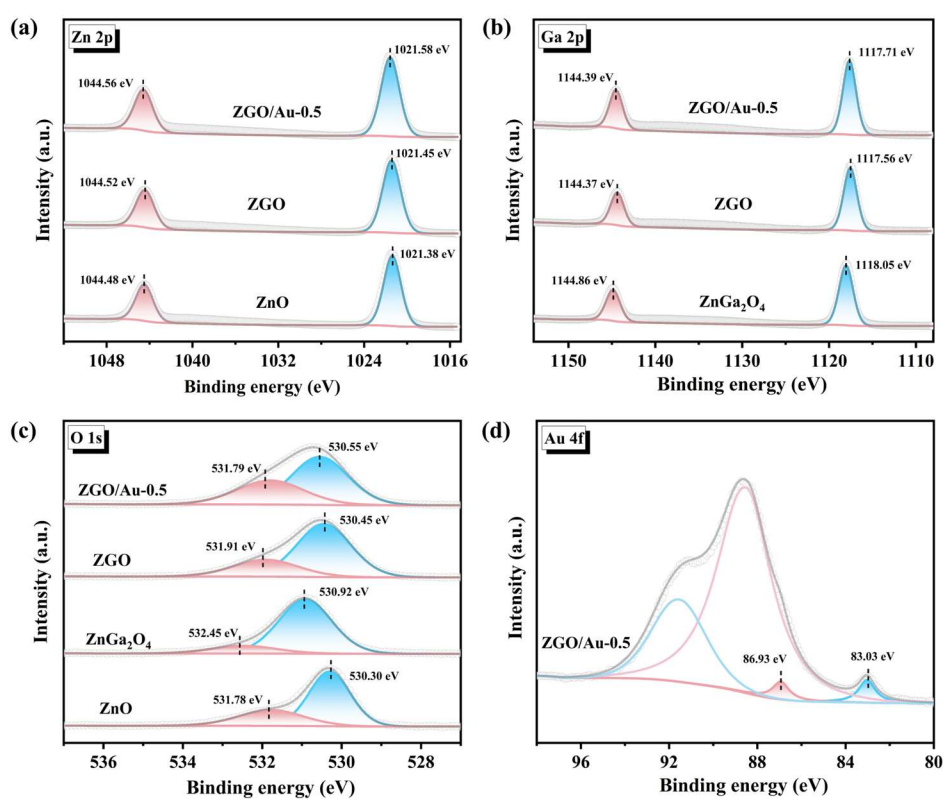 (a)
Zn 2p
1021.58 eV
1044.56 eV
ZGO/Au-0.5
1021.45 eV
1044.52 eV
ZGO
1021.38 eV
1044.48 eV
ZnO
Intensity (a.u.)
1048 1040 1032 1024 1016
Binding energy (eV)
(b)
Ga 2p
1117.71 eV
1144.39 eV
ZGO/Au-0.5
1117.56 eV
1144.37 eV
ZGO
1118.05 eV
1144.86 eV
ZnGa₂O₄
Intensity (a.u.)
1150 1140 1130 1120 1110
Binding energy (eV)
(c)
O 1s
530.55 eV
531.79 eV
ZGO/Au-0.5
530.45 eV
531.91 eV
ZGO
530.92 eV
532.45 eV
ZnGa₂O₄
530.30 eV
531.78 eV
ZnO
Intensity (a.u.)
536 534 532 530 528
Binding energy (eV)
(d)
Au 4f
ZGO/Au-0.5
86.93 eV
83.03 eV
Intensity (a.u.)
96 92 88 84 80
Binding energy (eV)